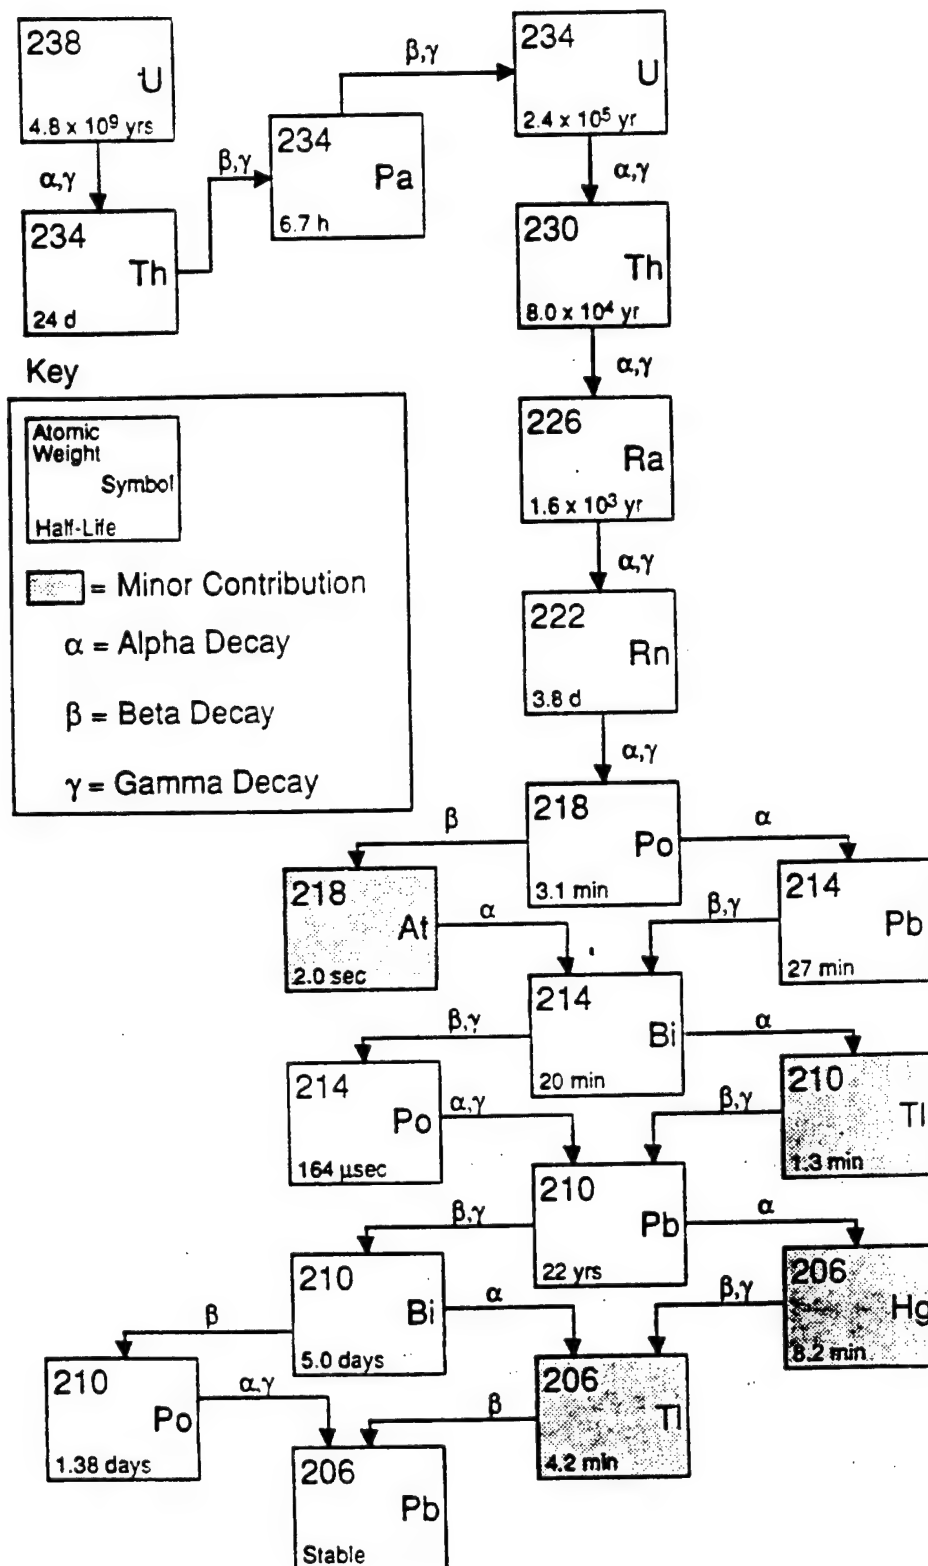 238
U
4.8 x 10⁹ yrs
α,γ
234
Th
24 d
β,γ
234
Pa
6.7 h
β,γ
234
U
2.4 x 10⁵ yr
α,γ
230
Th
8.0 x 10⁴ yr
α,γ
226
Ra
1.6 x 10³ yr
α,γ
222
Rn
3.8 d
α,γ
Key
Atomic
Weight
Symbol
Half-Life
= Minor Contribution
α = Alpha Decay
β = Beta Decay
γ = Gamma Decay
218
Po
3.1 min
β
α
218
At
2.0 sec
α
214
Pb
27 min
β,γ
214
Bi
20 min
β,γ
α
214
Po
164 µsec
α,γ
210
Tl
1.3 min
β,γ
210
Pb
22 yrs
β,γ
α
210
Bi
5.0 days
β
α
206
Hg
8.2 min
β,γ
210
Po
1.38 days
α,γ
206
Tl
4.2 min
β
206
Pb
Stable